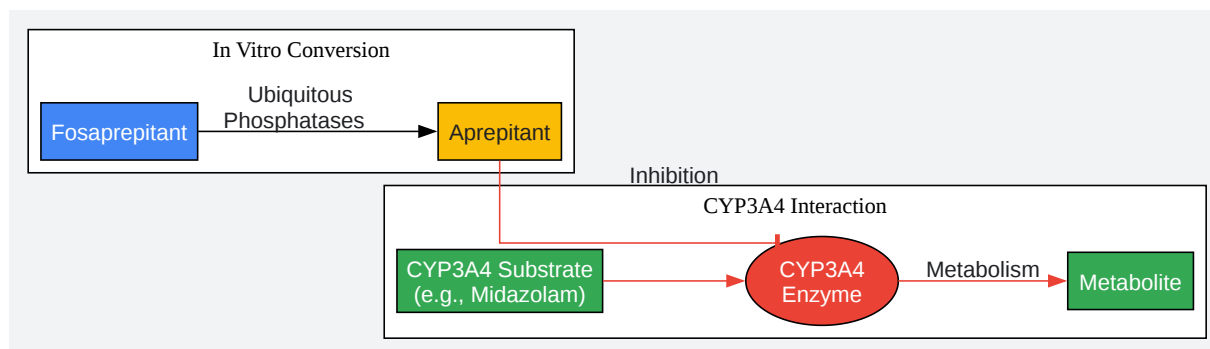 In Vitro Conversion
Ubiquitous
Phosphatases
Fosaprepitant
Aprepitant
Inhibition
CYP3A4 Interaction
CYP3A4 Substrate
(e.g., Midazolam)
CYP3A4
Enzyme
Metabolism
Metabolite